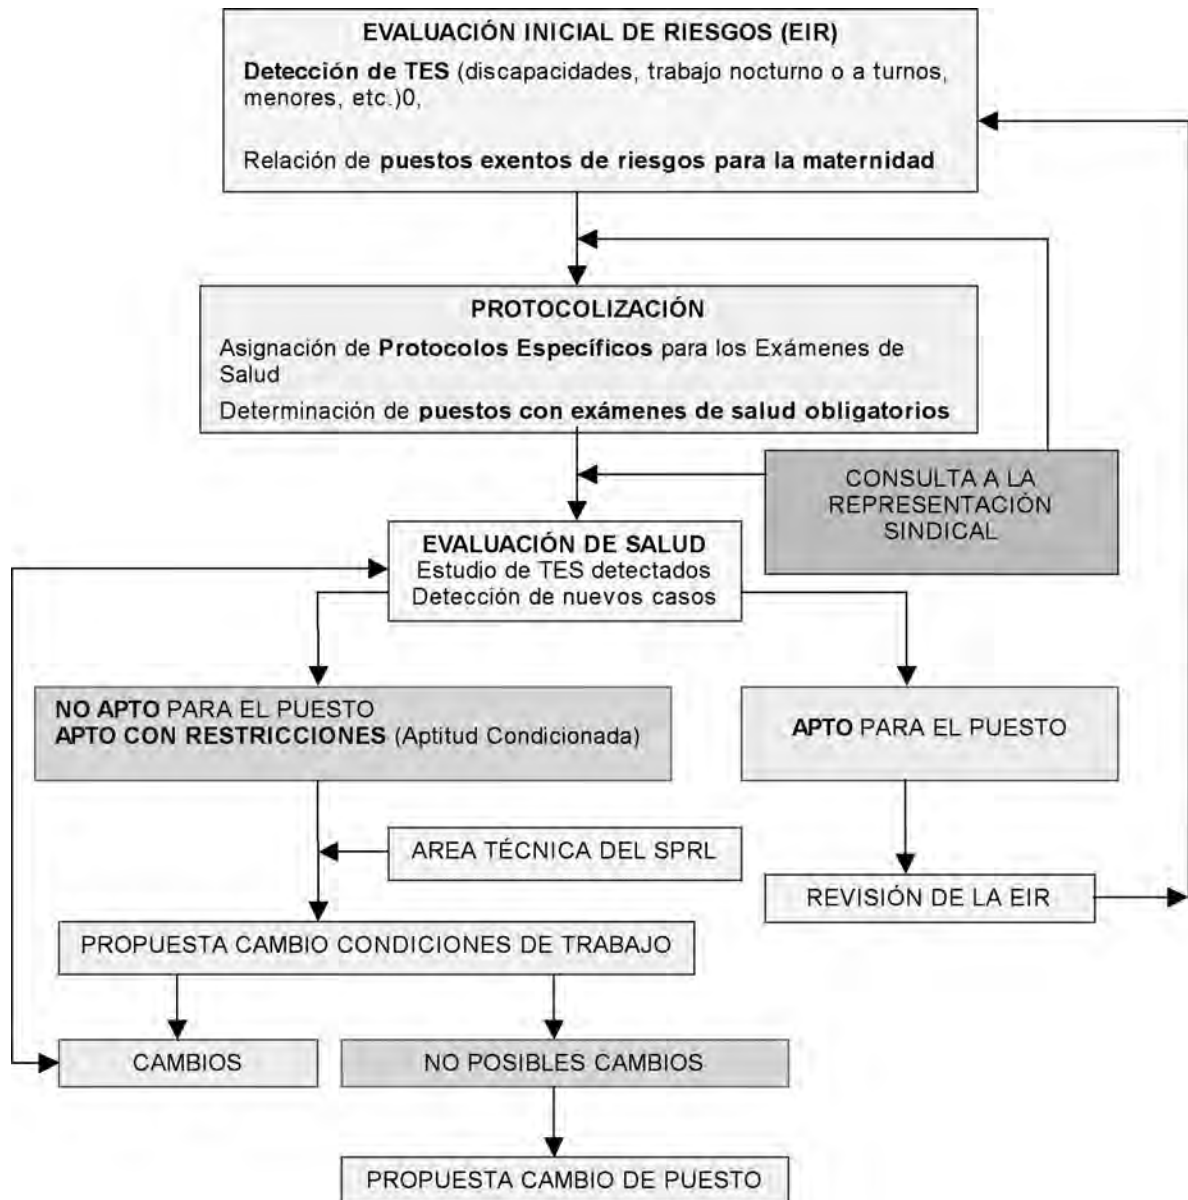 EVALUACIÓN INICIAL DE RIESGOS (EIR)
Detección de TES (discapacidades, trabajo nocturno o a turnos,
menores, etc.)0,
Relación de puestos exentos de riesgos para la maternidad
PROTOCOLIZACIÓN
Asignación de Protocolos Específicos para los Exámenes de
Salud
Determinación de puestos con exámenes de salud obligatorios
CONSULTA A LA
REPRESENTACIÓN
SINDICAL
EVALUACIÓN DE SALUD
Estudio de TES detectados
Detección de nuevos casos
NO APTO PARA EL PUESTO
APTO CON RESTRICCIONES (Aptitud Condicionada)
APTO PARA EL PUESTO
AREA TÉCNICA DEL SPRL
REVISIÓN DE LA EIR
PROPUESTA CAMBIO CONDICIONES DE TRABAJO
CAMBIOS
NO POSIBLES CAMBIOS
PROPUESTA CAMBIO DE PUESTO